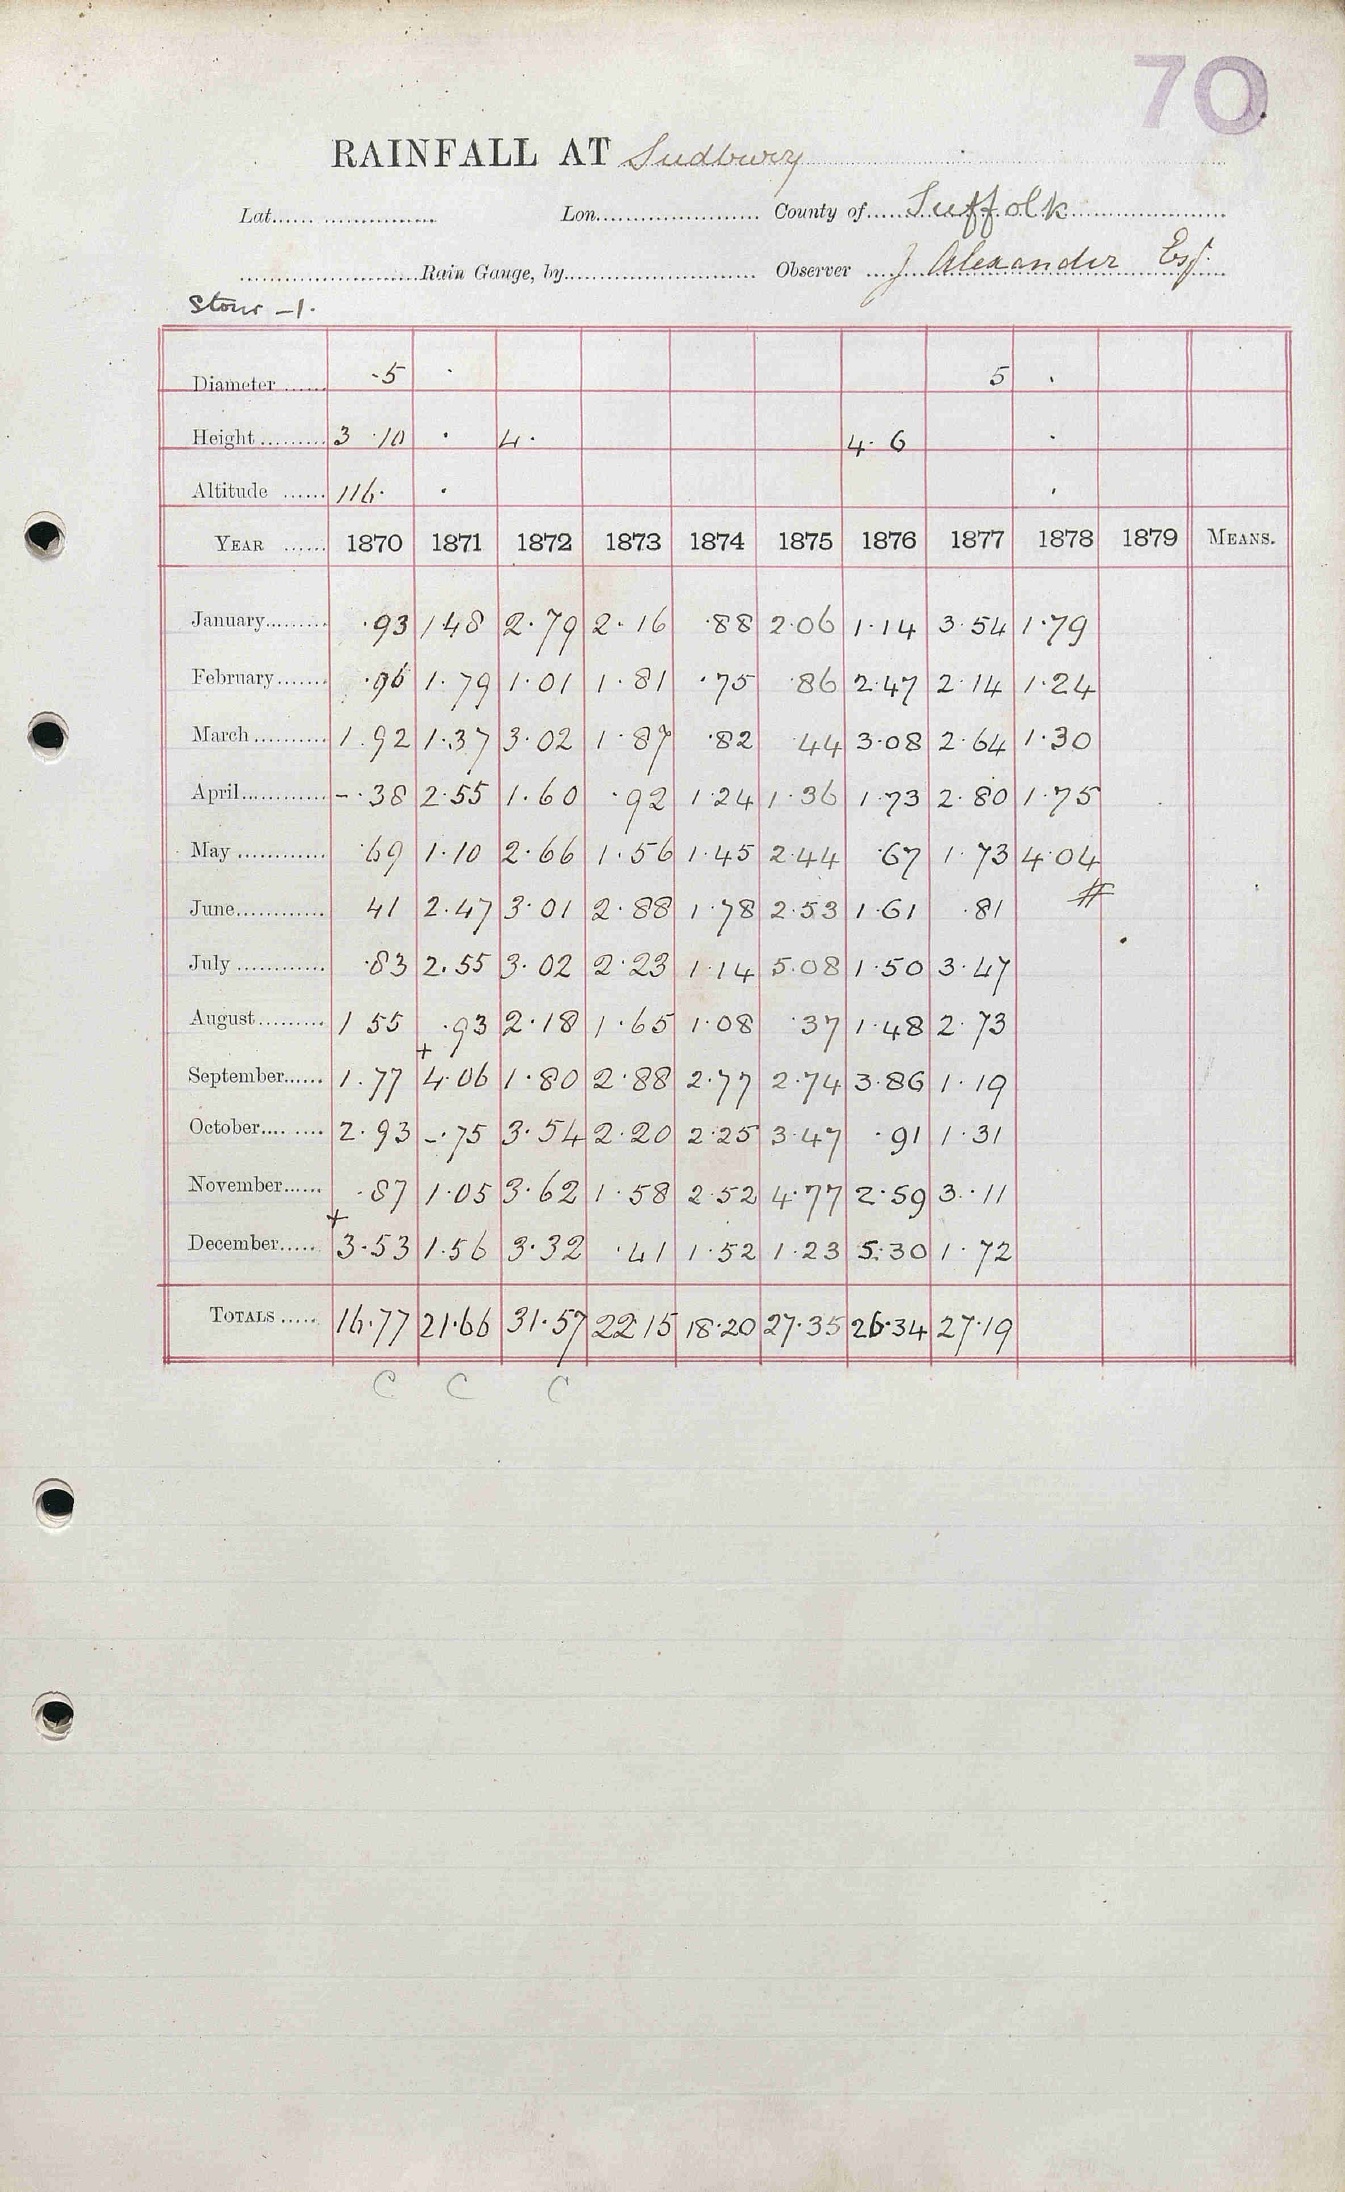 70
RAINFALL AT Sudbury
Lat. Lon. County of Suffolk
Rain Gauge, by Observer J Alexander Esq.
Stour -1.
Diameter ·5 5
Height 3 10 4· 4· 6
Altitude 116·
YEAR 1870 1871 1872 1873 1874 1875 1876 1877 1878 1879 MEANS.
January ·93 1 48 2·79 2·16 ·88 2·06 1·14 3·54 1·79
February ·96 1·79 1·01 1·81 ·75 86 2·47 2·14 1·24
March 1·92 1·37 3·02 1·87 ·82 44 3·08 2·64 1·30
April -·38 2·55 1·60 ·92 1·24 1·36 1·73 2·80 1·75
May ·69 1·10 2·66 1·56 1·45 2·44 ·67 1·73 4·04
June 41 2·47 3·01 2·88 1·78 2·53 1·61 ·81 #
July ·83 2·55 3·02 2·23 1·14 5·08 1·50 3·47
August 1 55 ·93 2·18 1·65 1·08 ·37 1·48 2·73
September 1·77 + 4·06 1·80 2·88 2·77 2·74 3·86 1·19
October 2·93 -·75 3·54 2·20 2·25 3·47 ·91 1·31
November ·87 1·05 3·62 1·58 2·52 4·77 2·59 3·11
December + 3·53 1·56 3·32 ·41 1·52 1·23 5·30 1·72
TOTALS 16·77 21·66 31·57 22 15 18·20 27·35 26·34 27·19
C C C